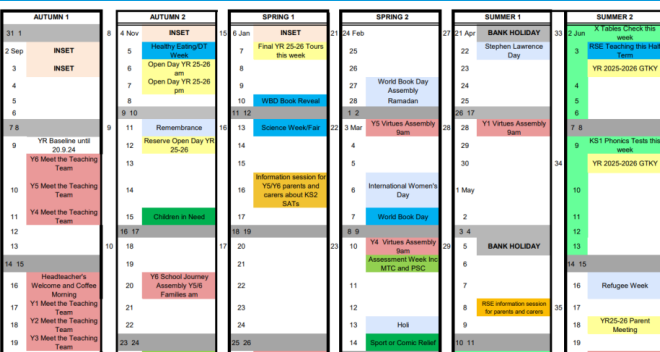 AUTUMN 1
31 1
2 Sep INSET
3 INSET
4
5
6
7 8
9 YR Baseline until
20.9.24
Y6 Meet the Teaching
Team
10 Y5 Meet the Teaching
Team
11 Y4 Meet the Teaching
Team
12
13
14 15
16 Headteacher's
Welcome and Coffee
Morning
17 Y1 Meet the Teaching
Team
18 Y2 Meet the Teaching
Team
19 Y3 Meet the Teaching
Team
AUTUMN 2
8 4 Nov INSET
5 Healthy Eating/DT
Week
6 Open Day YR 25-26
am
7 Open Day YR 25-26
pm
8
9 10
9 11 Remembrance
12 Reserve Open Day YR
25-26
13
14
15 Children in Need
16 17
10 18
19
20 Y6 School Journey
Assembly Y5/6
Families am
21
22
23 24
SPRING 1
15 6 Jan INSET
7 Final YR 25-26 Tours
this week
8
9
10 WBD Book Reveal
11 12
16 13 Science Week/Fair
14
15
16 Information session for
Y5/Y6 parents and
carers about KS2
SATs
17
18 19
17 20
21
22
23
24
25 26
SPRING 2
21 24 Feb
25
26
27 World Book Day
Assembly
28 Ramadan
1 2
22 3 Mar Y5 Virtues Assembly
9am
4
5
6 International Women's
Day
7 World Book Day
8 9
23 10 Y4 Virtues Assembly
9am
11 Assessment Week Inc
MTC and PSC
12
13 Holi
14 Sport or Comic Relief
SUMMER 1
27 21 Apr BANK HOLIDAY
22 Stephen Lawrence
Day
23
24
25
26 27
28 28 Y1 Virtues Assembly
9am
29
30
1 May
2
3 4
29 5 BANK HOLIDAY
6
7
8 RSE information session
for parents and carers
9
10 11
SUMMER 2
33 2 Jun X Tables Check this
week
3 RSE Teaching this Half
Term
4 YR 2025-2026 GTKY
5
6
7 8
9 KS1 Phonics Tests this
week
34 10 YR 2025-2026 GTKY
11
12
13
14 15
16 Refugee Week
35 17
18 YR25-26 Parent
Meeting
19